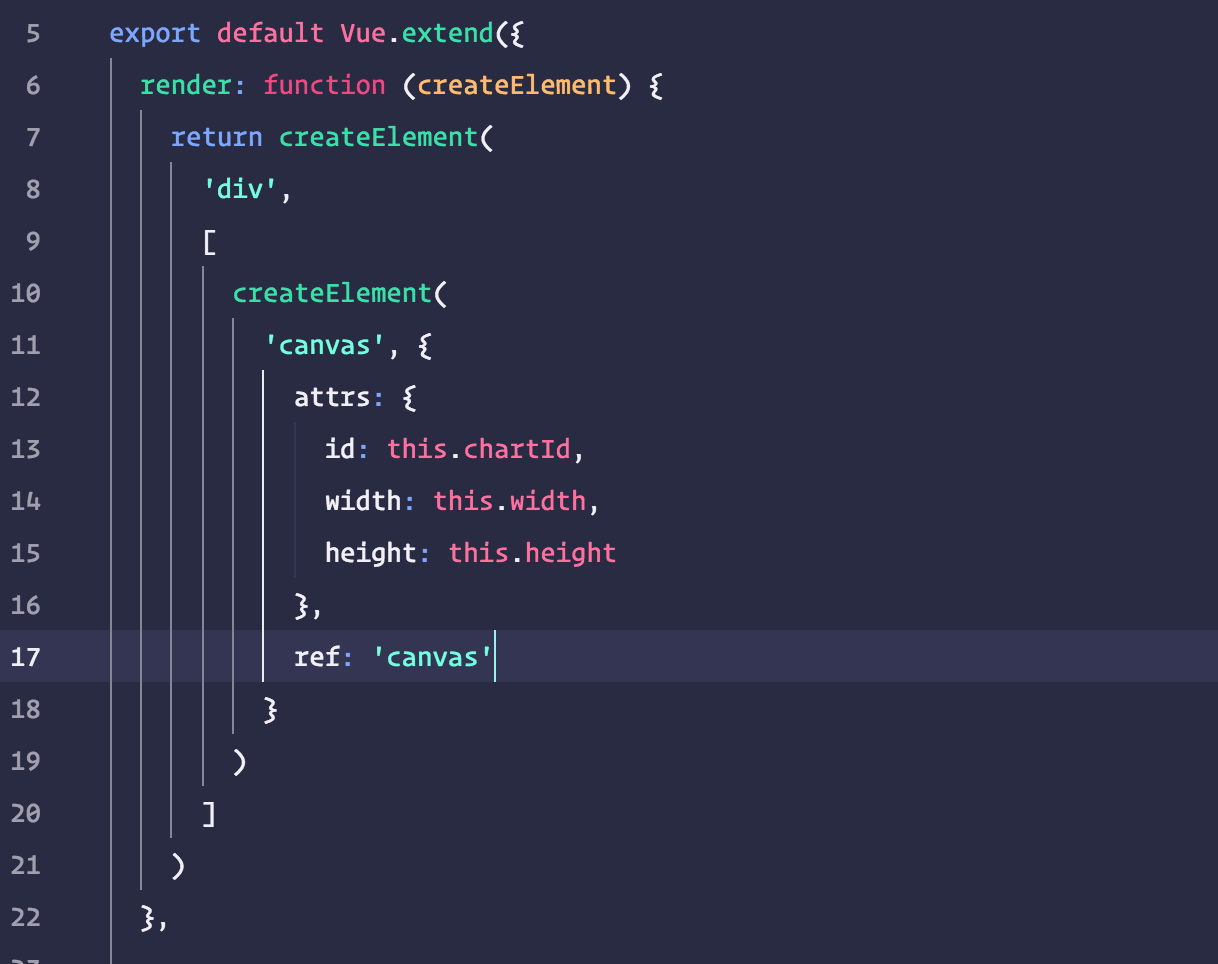 5 export default Vue.extend({
6 render: function (createElement) {
7 return createElement(
8 'div',
9 [
10 createElement(
11 'canvas', {
12 attrs: {
13 id: this.chartId,
14 width: this.width,
15 height: this.height
16 },
17 ref: 'canvas'
18 }
19 )
20 ]
21 )
22 },